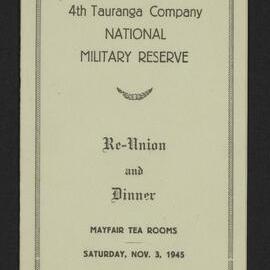 4th Tauranga Company
NATIONAL
MILITARY RESERVE
Re-Union
and
Dinner
MAYFAIR TEA ROOMS
SATURDAY, NOV. 3, 1945